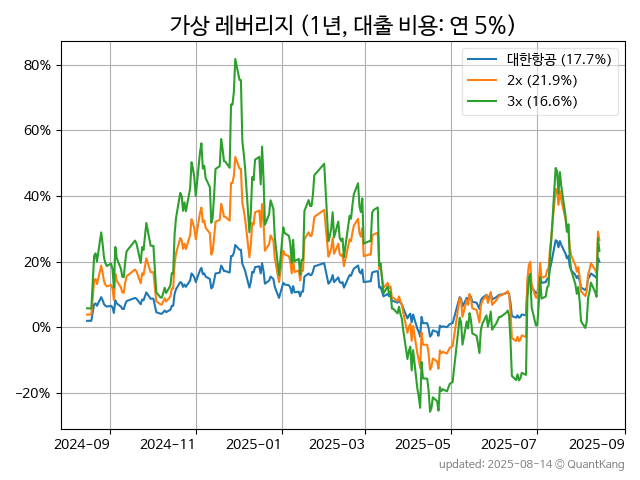 가상 레버리지 (1년, 대출 비용: 연 5%)
대한항공 (17.7%)
2x (21.9%)
3x (16.6%)
80%
60%
40%
20%
0%
−20%
2024-09
2024-11
2025-01
2025-03
2025-05
2025-07
2025-09
updated: 2025-08-14 © QuantKang